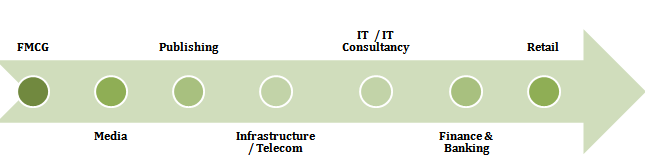 FMCG
Media
Publishing
Infrastructure
/ Telecom
IT / IT
Consultancy
Finance &
Banking
Retail